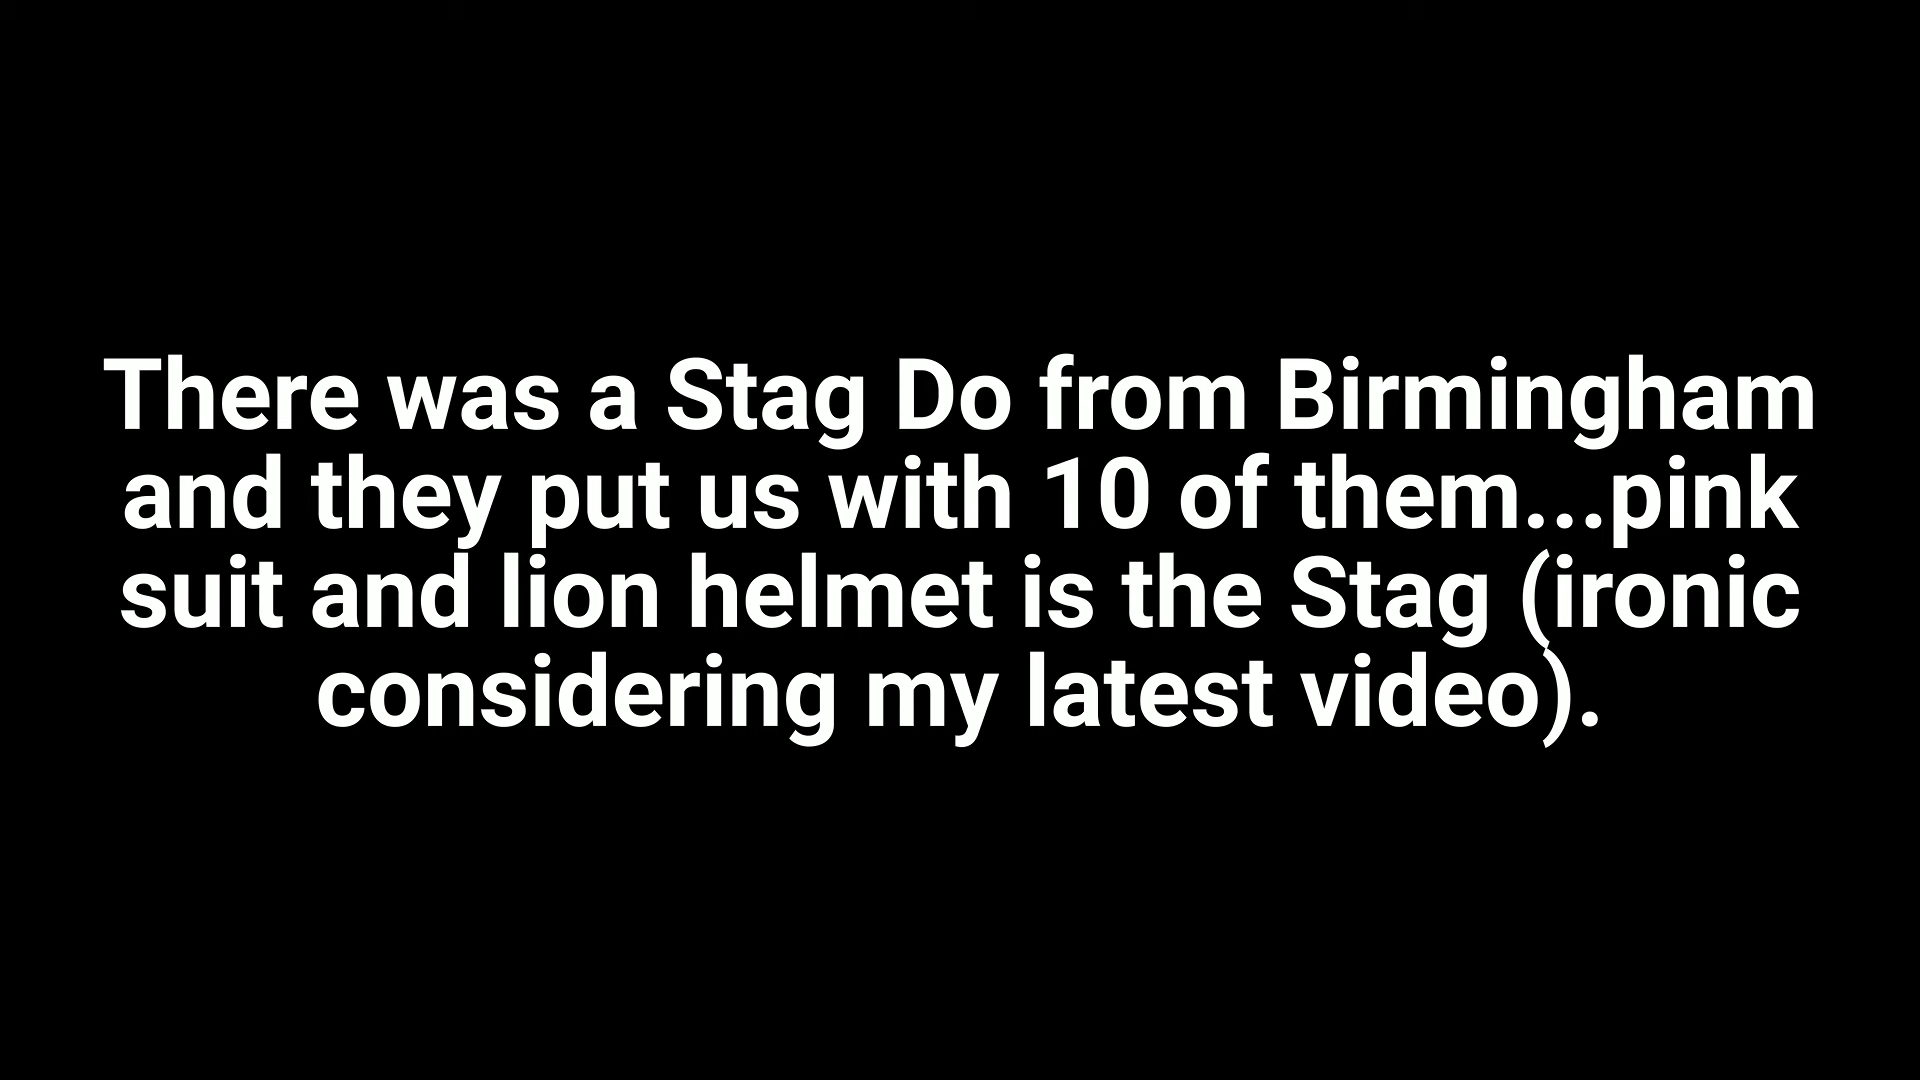 There was a Stag Do from Birmingham
and they put us with 10 of them...pink
suit and lion helmet is the Stag (ironic
considering my latest video).